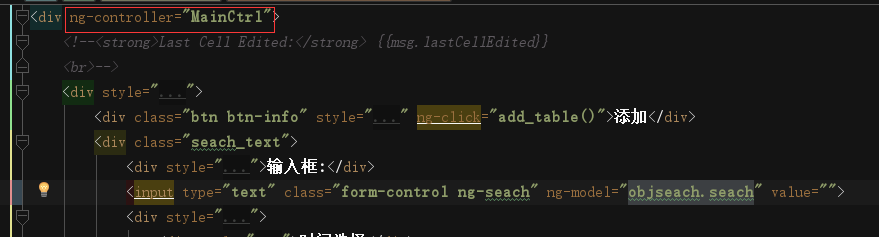 <div ng-controller="MainCtrl">
<!--<strong>Last Cell Edited:</strong> {{msg.lastCellEdited}}
<br>-->
<div style="...">
<div class="btn btn-info" style="..." ng-click="add_table()">添加</div>
<div class="seach_text">
<div style="...">输入框:</div>
<input type="text" class="form-control ng-seach" ng-model="objseach.seach" value="">
<div style="...">